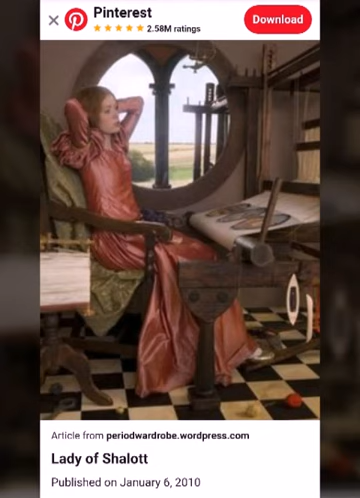 Pinterest
★★★★★ 2.58M ratings
Download
Article from periodwardrobe.wordpress.com
Lady of Shalott
Published on January 6, 2010